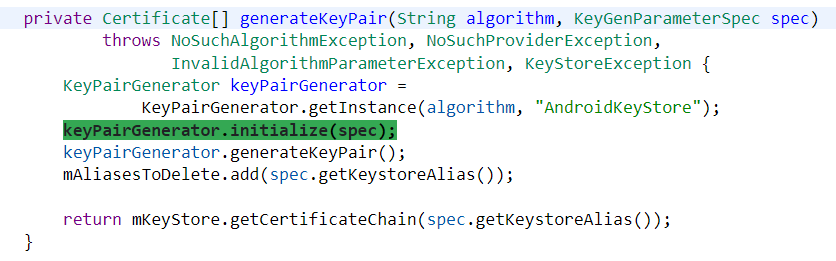 private Certificate[] generateKeyPair(String algorithm, KeyGenParameterSpec spec)
throws NoSuchAlgorithmException, NoSuchProviderException,
InvalidAlgorithmParameterException, KeyStoreException {
KeyPairGenerator keyPairGenerator =
KeyPairGenerator.getInstance(algorithm, "AndroidKeyStore");
keyPairGenerator.initialize(spec);
keyPairGenerator.generateKeyPair();
mAliasesToDelete.add(spec.getKeystoreAlias());
return mKeyStore.getCertificateChain(spec.getKeystoreAlias());
}